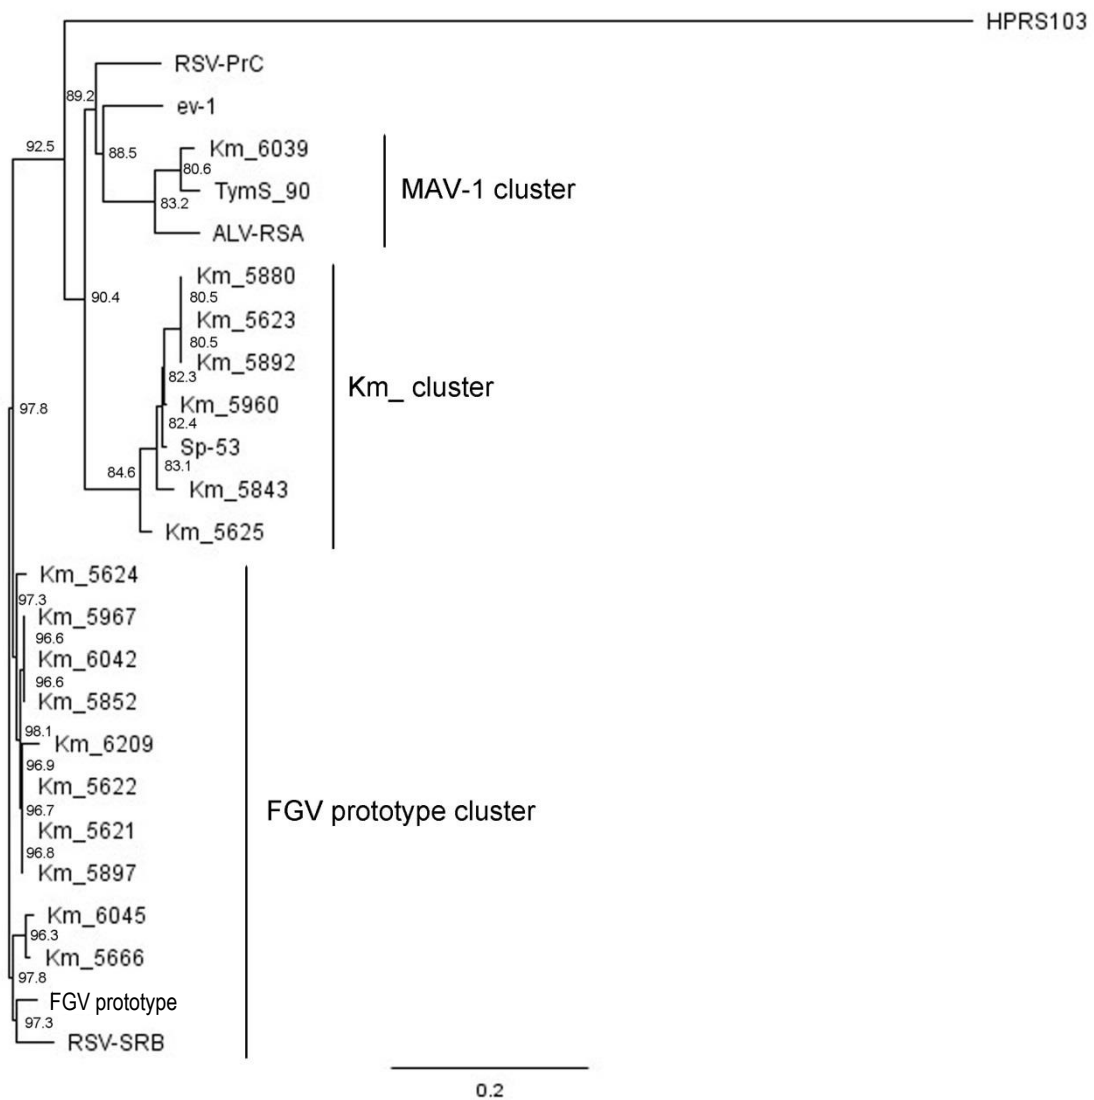 HPRS103
RSV-PrC
89.2
ev-1
92.5
88.5
Km_6039
80.6
TymS_90
MAV-1 cluster
83.2
ALV-RSA
Km_5880
80.5
90.4
Km_5623
80.5
Km_5892
82.3
Km_ cluster
Km_5960
97.8
82.4
Sp-53
83.1
84.6
Km_5843
Km_5625
Km_5624
97.3
Km_5967
96.6
Km_6042
96.6
Km_5852
98.1
Km_6209
96.9
Km_5622
96.7
FGV prototype cluster
Km_5621
96.8
Km_5897
Km_6045
96.3
Km_5666
97.8
FGV prototype
97.3
RSV-SRB
0.2